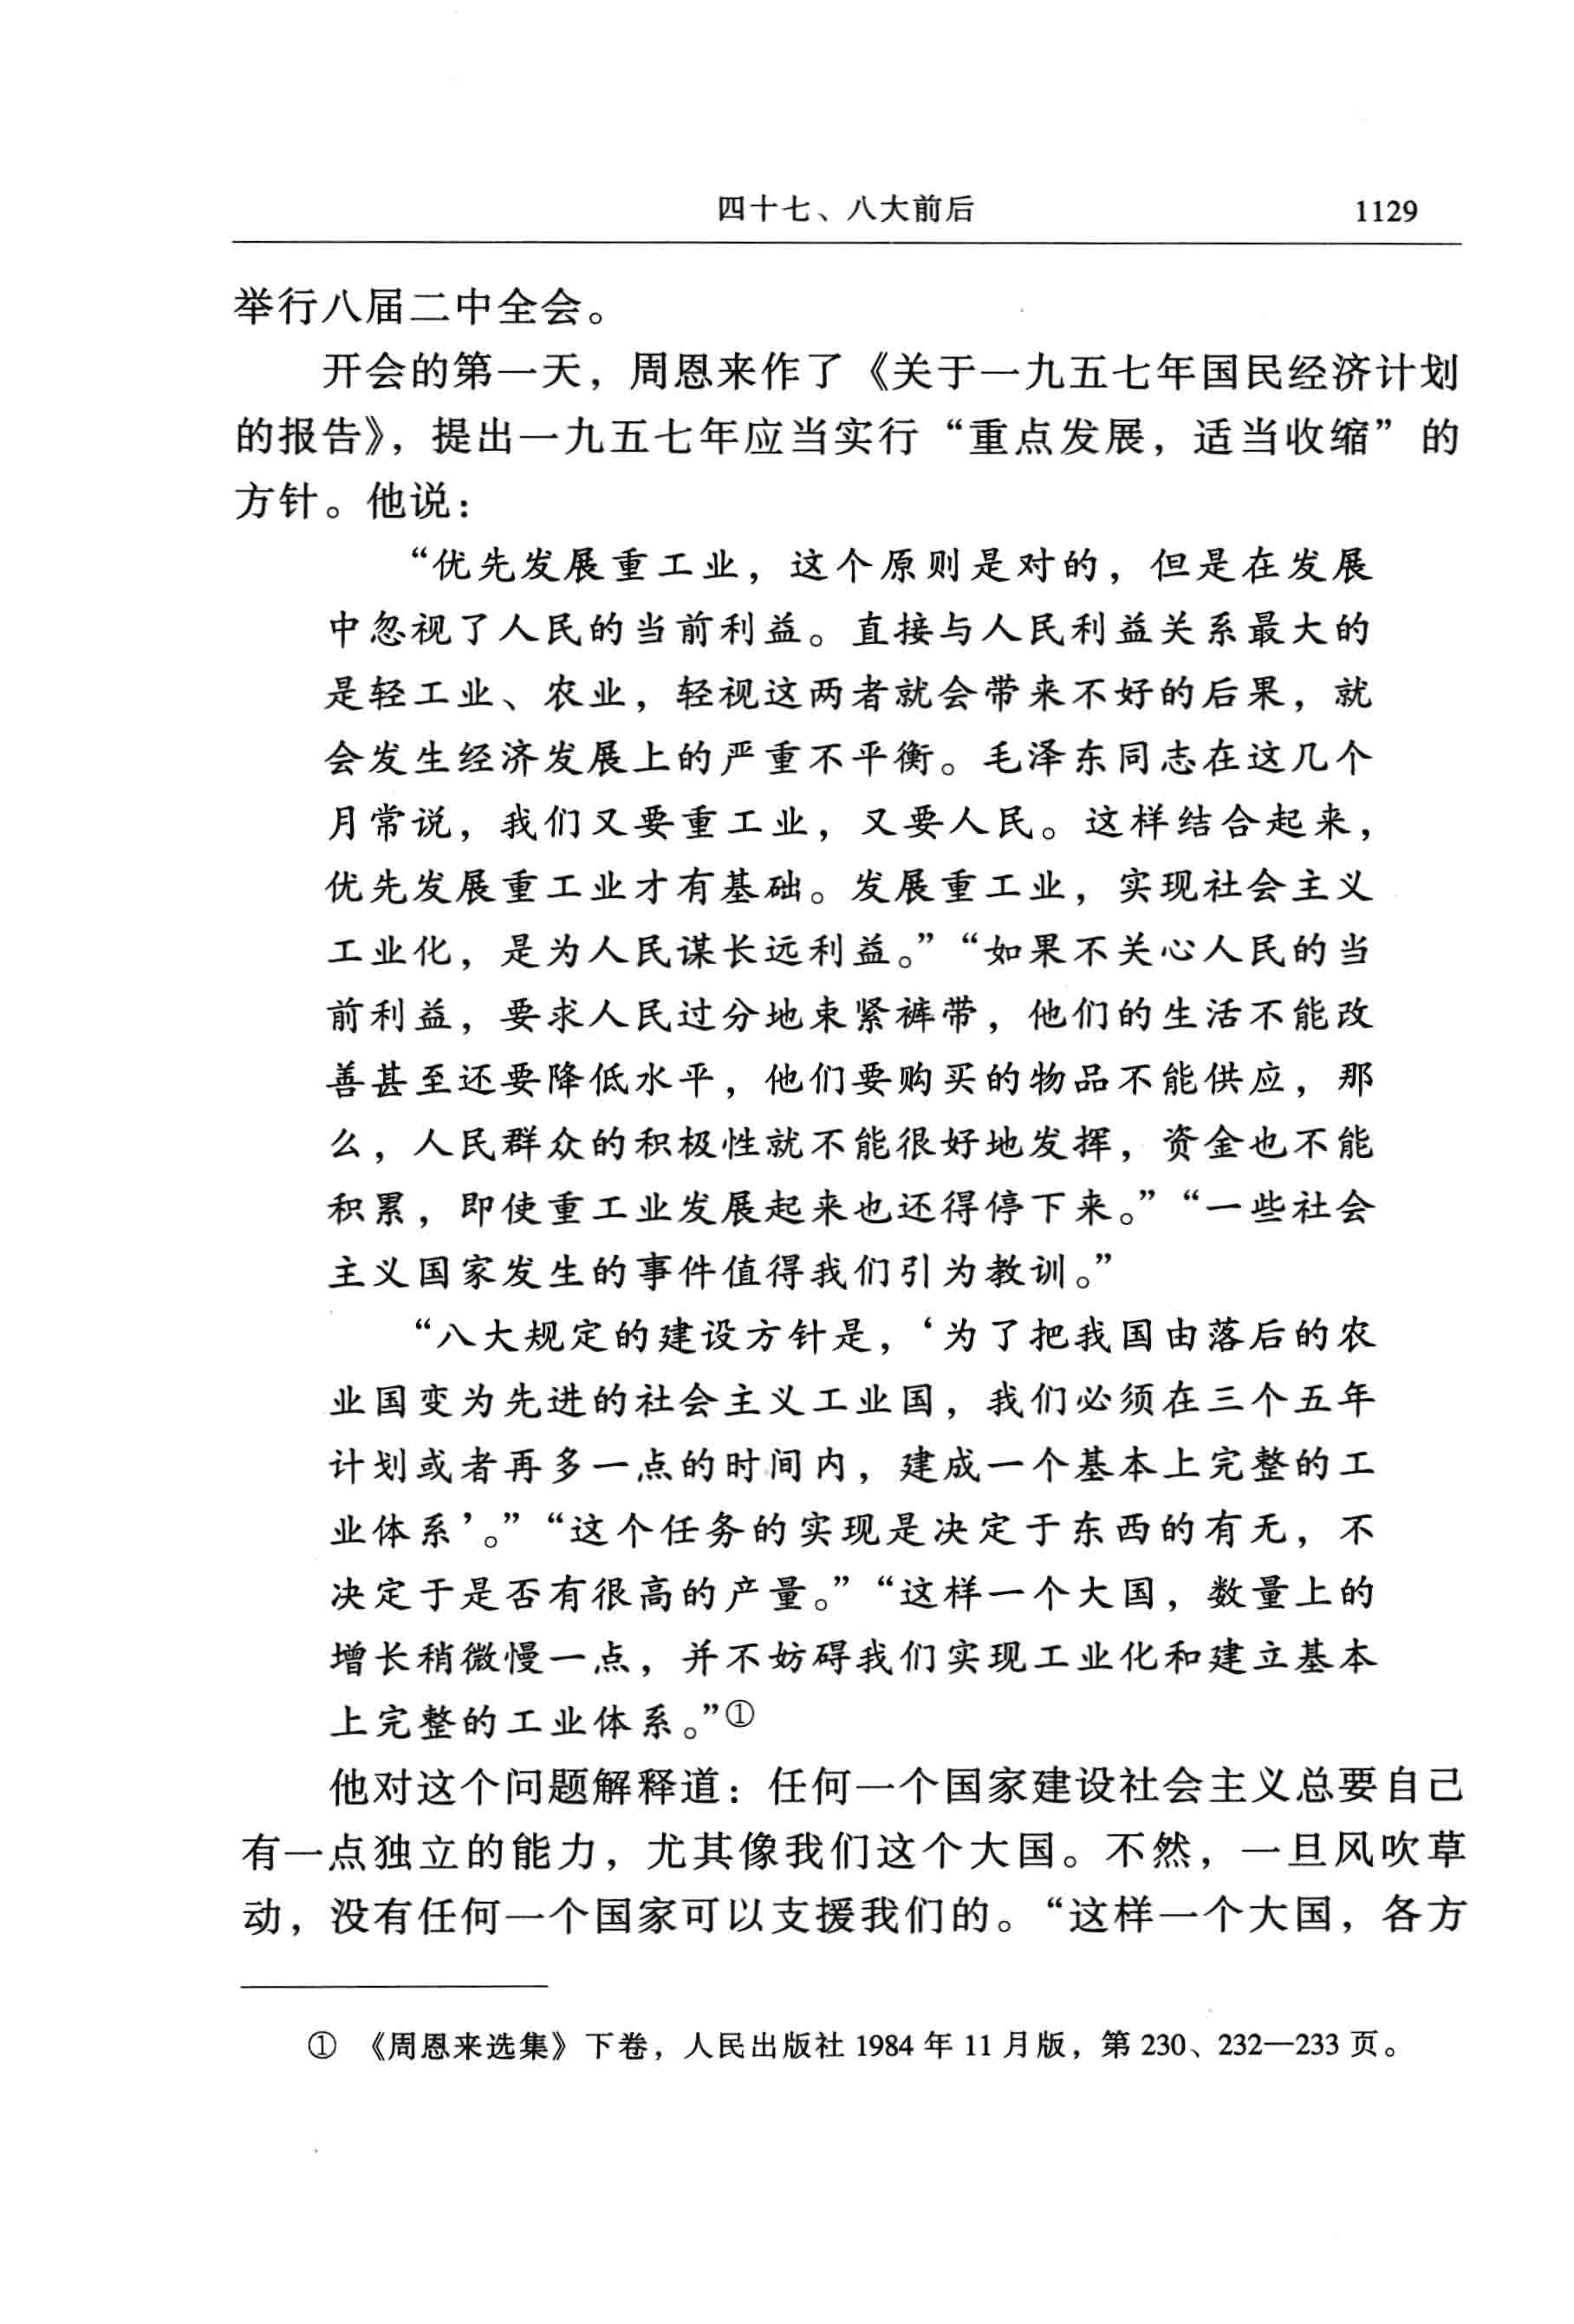 四十七、八大前后 1129
举行八届二中全会。
开会的第一天，周恩来作了《关于一九五七年国民经济计划
的报告》，提出一九五七年应当实行“重点发展，适当收缩”的
方针。他说：
“优先发展重工业，这个原则是对的，但是在发展
中忽视了人民的当前利益。直接与人民利益关系最大的
是轻工业、农业，轻视这两者就会带来不好的后果，就
会发生经济发展上的严重不平衡。毛泽东同志在这几个
月常说，我们又要重工业，又要人民。这样结合起来，
优先发展重工业才有基础。发展重工业，实现社会主义
工业化，是为人民谋长远利益。”“如果不关心人民的当
前利益，要求人民过分地束紧裤带，他们的生活不能改
善甚至还要降低水平，他们要购买的物品不能供应，那
么，人民群众的积极性就不能很好地发挥，资金也不能
积累，即使重工业发展起来也还得停下来。”“一些社会
主义国家发生的事件值得我们引为教训。”
“八大规定的建设方针是，‘为了把我国由落后的农
业国变为先进的社会主义工业国，我们必须在三个五年
计划或者再多一点的时间内，建成一个基本上完整的工
业体系’。”“这个任务的实现是决定于东西的有无，不
决定于是否有很高的产量。”“这样一个大国，数量上的
增长稍微慢一点，并不妨碍我们实现工业化和建立基本
上完整的工业体系。”①
他对这个问题解释道：任何一个国家建设社会主义总要自己
有一点独立的能力，尤其像我们这个大国。不然，一旦风吹草
动，没有任何一个国家可以支援我们的。“这样一个大国，各方
① 《周恩来选集》下卷，人民出版社 1984 年 11 月版，第 230、232—233 页。